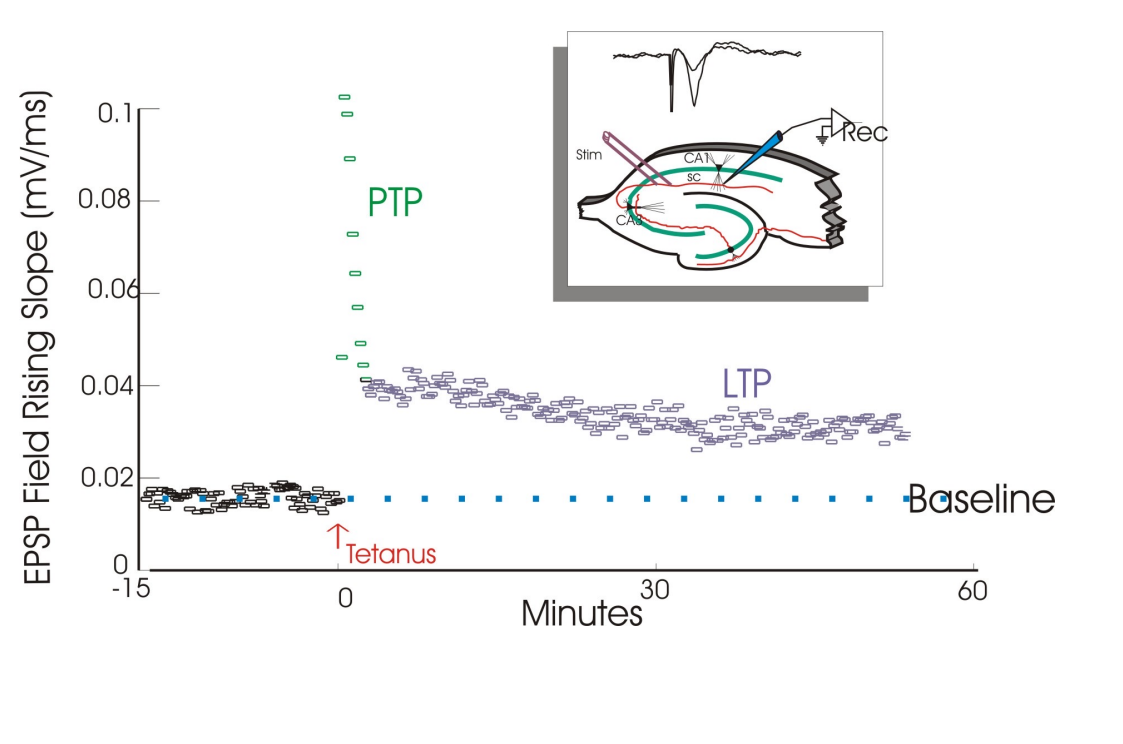 EPSP Field Rising Slope (mV/ms)
0.1
0.08
0.06
0.04
0.02
0
-15
0
30
60
Minutes
PTP
LTP
Baseline
Tetanus
Stim
Rec
CA1
SC
CA3